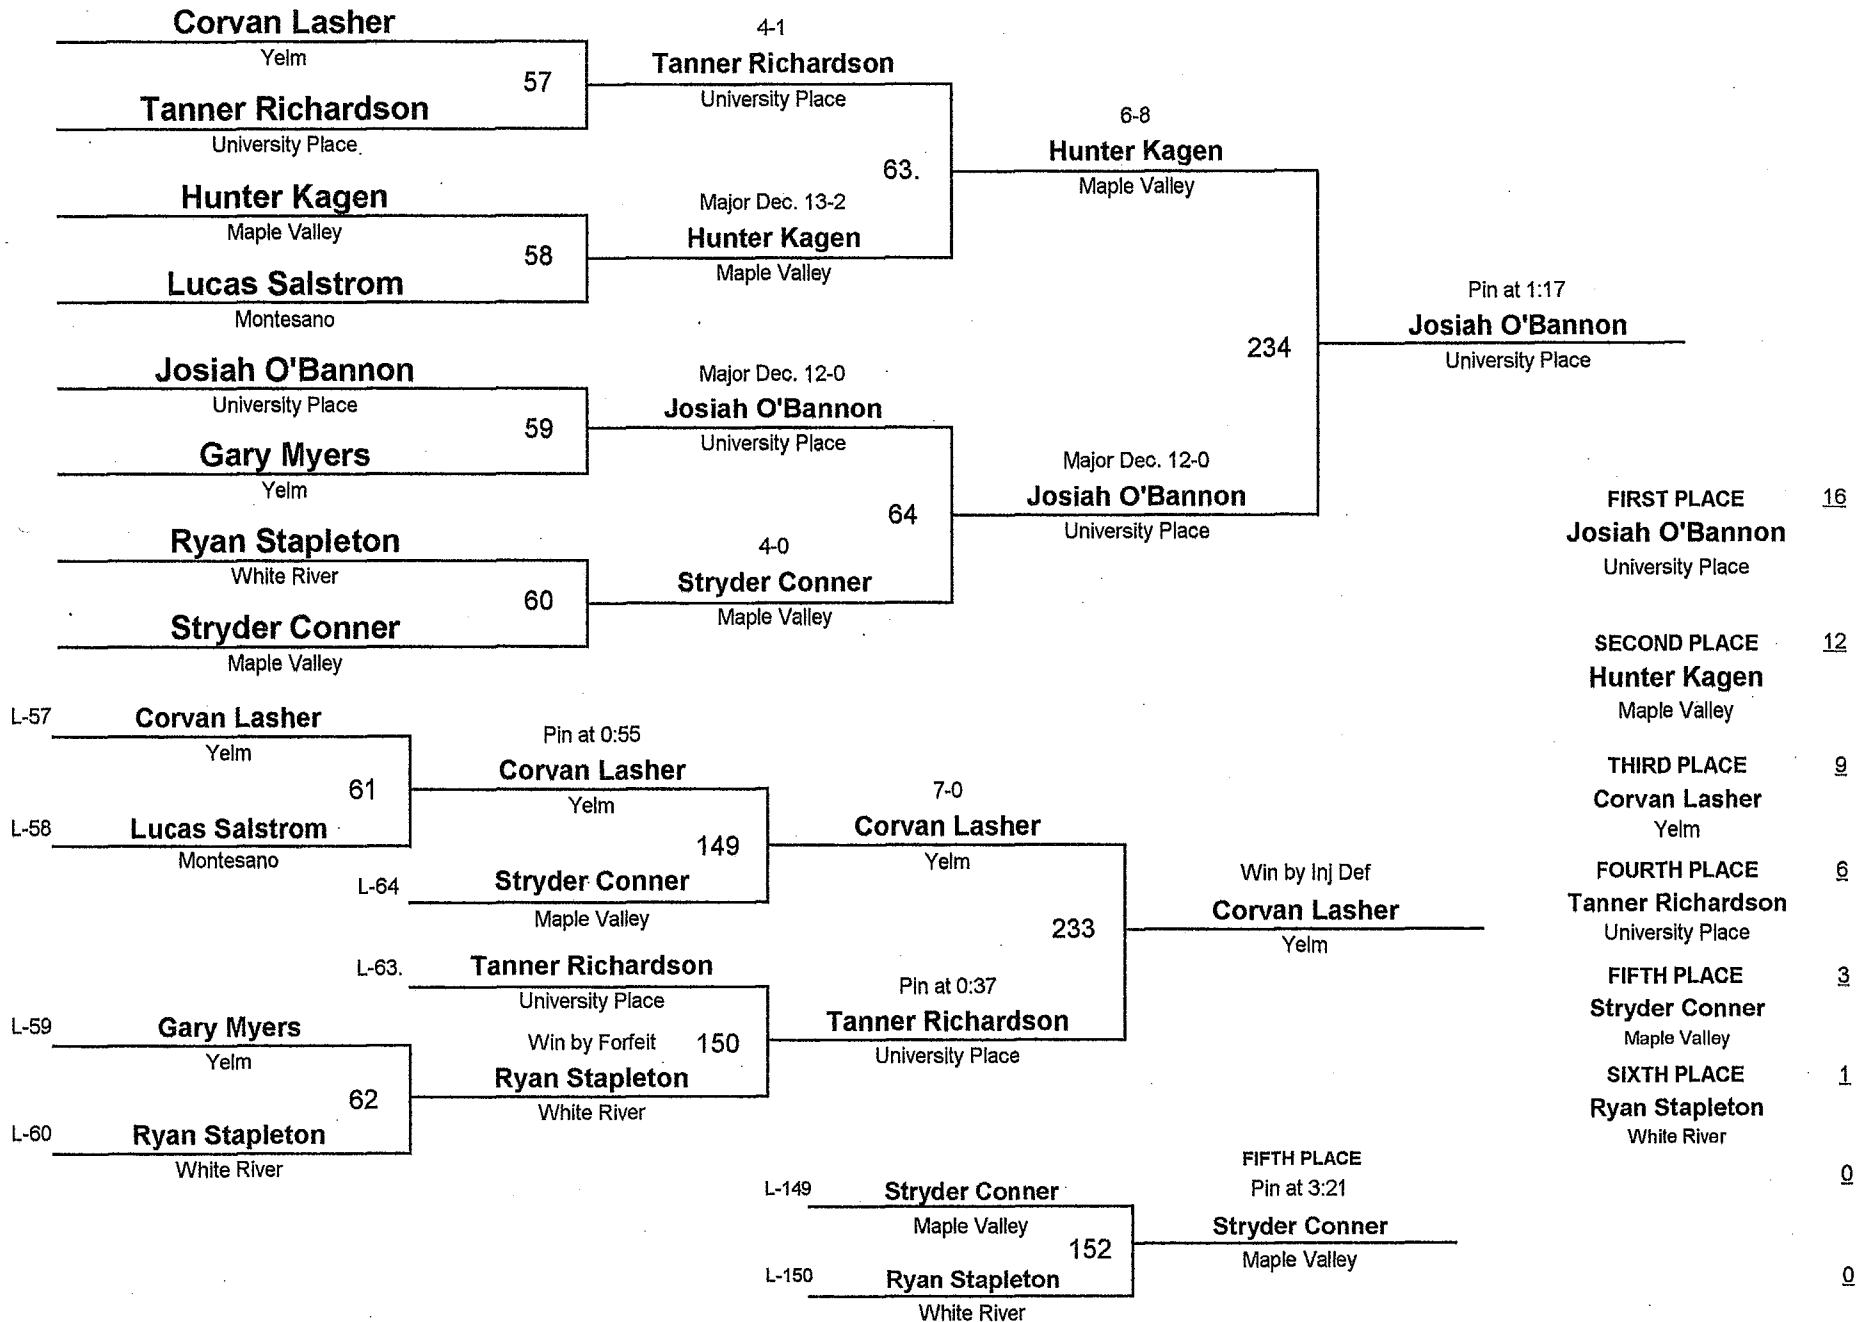 Corvan Lasher
Yelm
57
Tanner Richardson
University Place
4-1
Tanner Richardson
University Place
Hunter Kagen
Maple Valley
58
Lucas Salstrom
Montesano
Major Dec. 13-2
Hunter Kagen
Maple Valley
63.
6-8
Hunter Kagen
Maple Valley
Josiah O'Bannon
University Place
59
Gary Myers
Yelm
Major Dec. 12-0
Josiah O'Bannon
University Place
Ryan Stapleton
White River
60
Stryder Conner
Maple Valley
4-0
Stryder Conner
Maple Valley
64
Major Dec. 12-0
Josiah O'Bannon
University Place
234
Pin at 1:17
Josiah O'Bannon
University Place
L-57
Corvan Lasher
Yelm
61
L-58
Lucas Salstrom
Montesano
Pin at 0:55
Corvan Lasher
Yelm
149
L-64
Stryder Conner
Maple Valley
7-0
Corvan Lasher
Yelm
L-63.
Tanner Richardson
University Place
L-59
Gary Myers
Yelm
62
L-60
Ryan Stapleton
White River
Win by Forfeit
150
Ryan Stapleton
White River
Pin at 0:37
Tanner Richardson
University Place
233
Win by Inj Def
Corvan Lasher
Yelm
L-149
Stryder Conner
Maple Valley
152
L-150
Ryan Stapleton
White River
FIFTH PLACE
Pin at 3:21
Stryder Conner
Maple Valley
FIRST PLACE 16
Josiah O'Bannon
University Place
SECOND PLACE 12
Hunter Kagen
Maple Valley
THIRD PLACE 9
Corvan Lasher
Yelm
FOURTH PLACE 6
Tanner Richardson
University Place
FIFTH PLACE 3
Stryder Conner
Maple Valley
SIXTH PLACE 1
Ryan Stapleton
White River
0
0